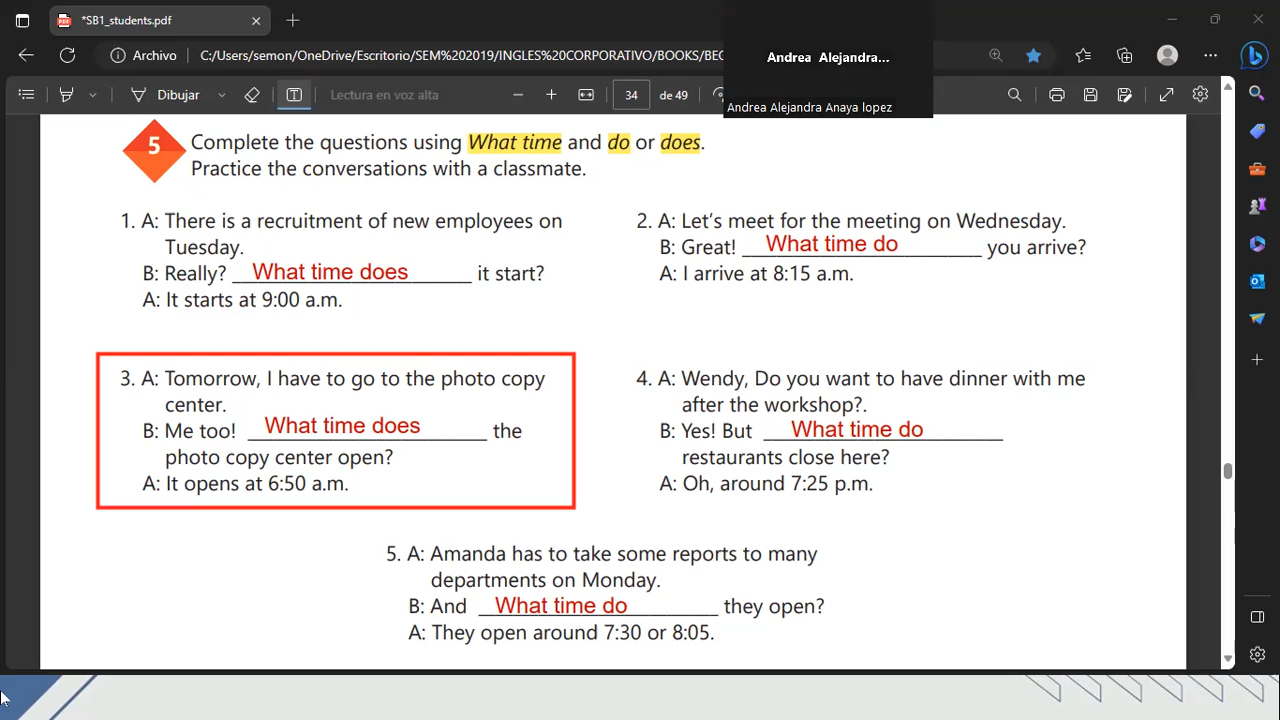 *SB1_students.pdf
Archivo
C:/Users/semon/OneDrive/Escritorio/SEM%202019/INGLES%20CORPORATIVO/BOOKS/BEC
Andrea Alejandra...
Andrea Alejandra Anaya lopez
Dibujar
Lectura en voz alta
34 de 49
5
Complete the questions using What time and do or does.
Practice the conversations with a classmate.
1. A: There is a recruitment of new employees on
Tuesday.
B: Really? What time does it start?
A: It starts at 9:00 a.m.
2. A: Let's meet for the meeting on Wednesday.
B: Great! What time do you arrive?
A: I arrive at 8:15 a.m.
3. A: Tomorrow, I have to go to the photo copy
center.
B: Me too! What time does the
photo copy center open?
A: It opens at 6:50 a.m.
4. A: Wendy, Do you want to have dinner with me
after the workshop?.
B: Yes! But What time do
restaurants close here?
A: Oh, around 7:25 p.m.
5. A: Amanda has to take some reports to many
departments on Monday.
B: And What time do they open?
A: They open around 7:30 or 8:05.